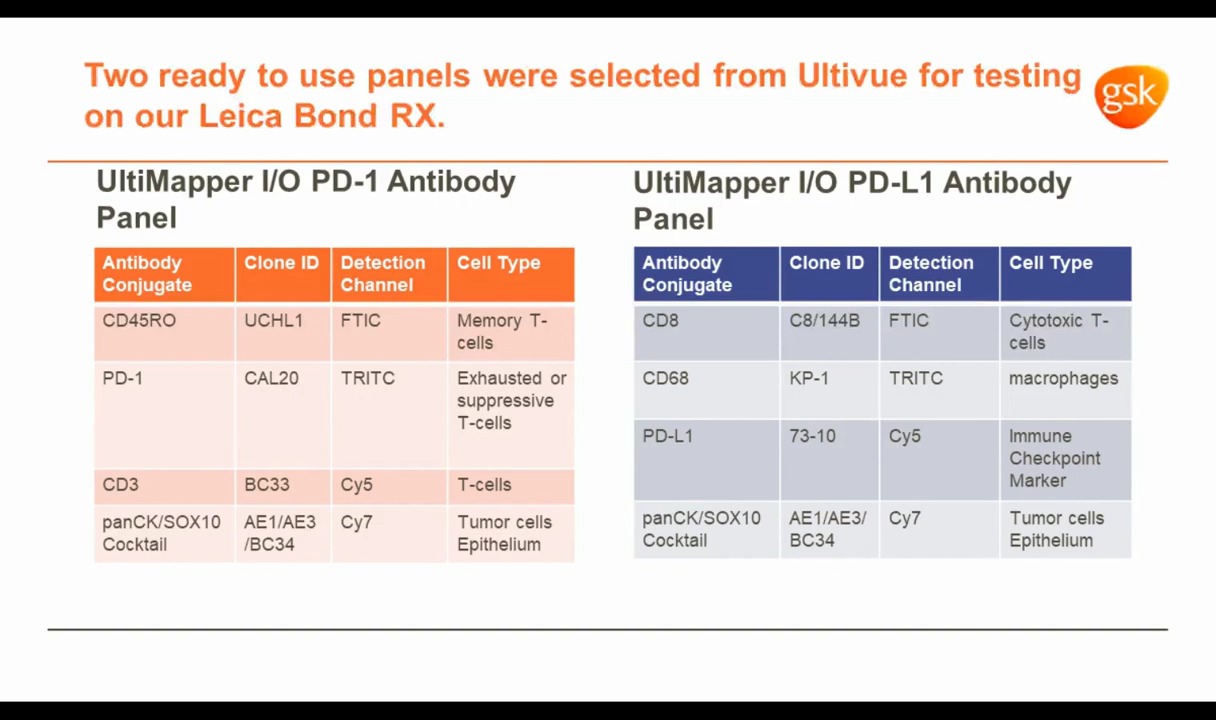 Two ready to use panels were selected from Ultivue for testing
on our Leica Bond RX.
gsk
UltiMapper I/O PD-1 Antibody
Panel
Antibody Conjugate Clone ID Detection Channel Cell Type
CD45RO UCHL1 FTIC Memory T-cells
PD-1 CAL20 TRITC Exhausted or suppressive T-cells
CD3 BC33 Cy5 T-cells
panCK/SOX10 Cocktail AE1/AE3/BC34 Cy7 Tumor cells Epithelium
UltiMapper I/O PD-L1 Antibody
Panel
Antibody Conjugate Clone ID Detection Channel Cell Type
CD8 C8/144B FTIC Cytotoxic T-cells
CD68 KP-1 TRITC macrophages
PD-L1 73-10 Cy5 Immune Checkpoint Marker
panCK/SOX10 Cocktail AE1/AE3/BC34 Cy7 Tumor cells Epithelium